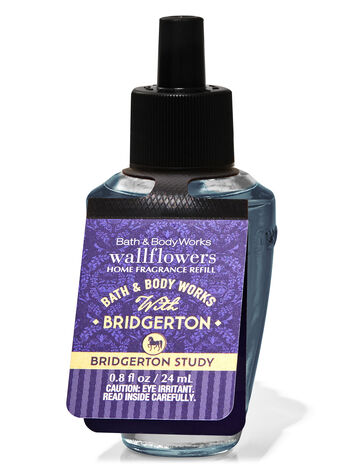 Bath & Body Works
wallflowers
HOME FRAGRANCE REFILL
BATH & BODY WORKS
With
• BRIDGERTON •
BRIDGERTON STUDY
0.8 fl oz / 24 mL
CAUTION: EYE IRRITANT.
READ INSIDE CAREFULLY.